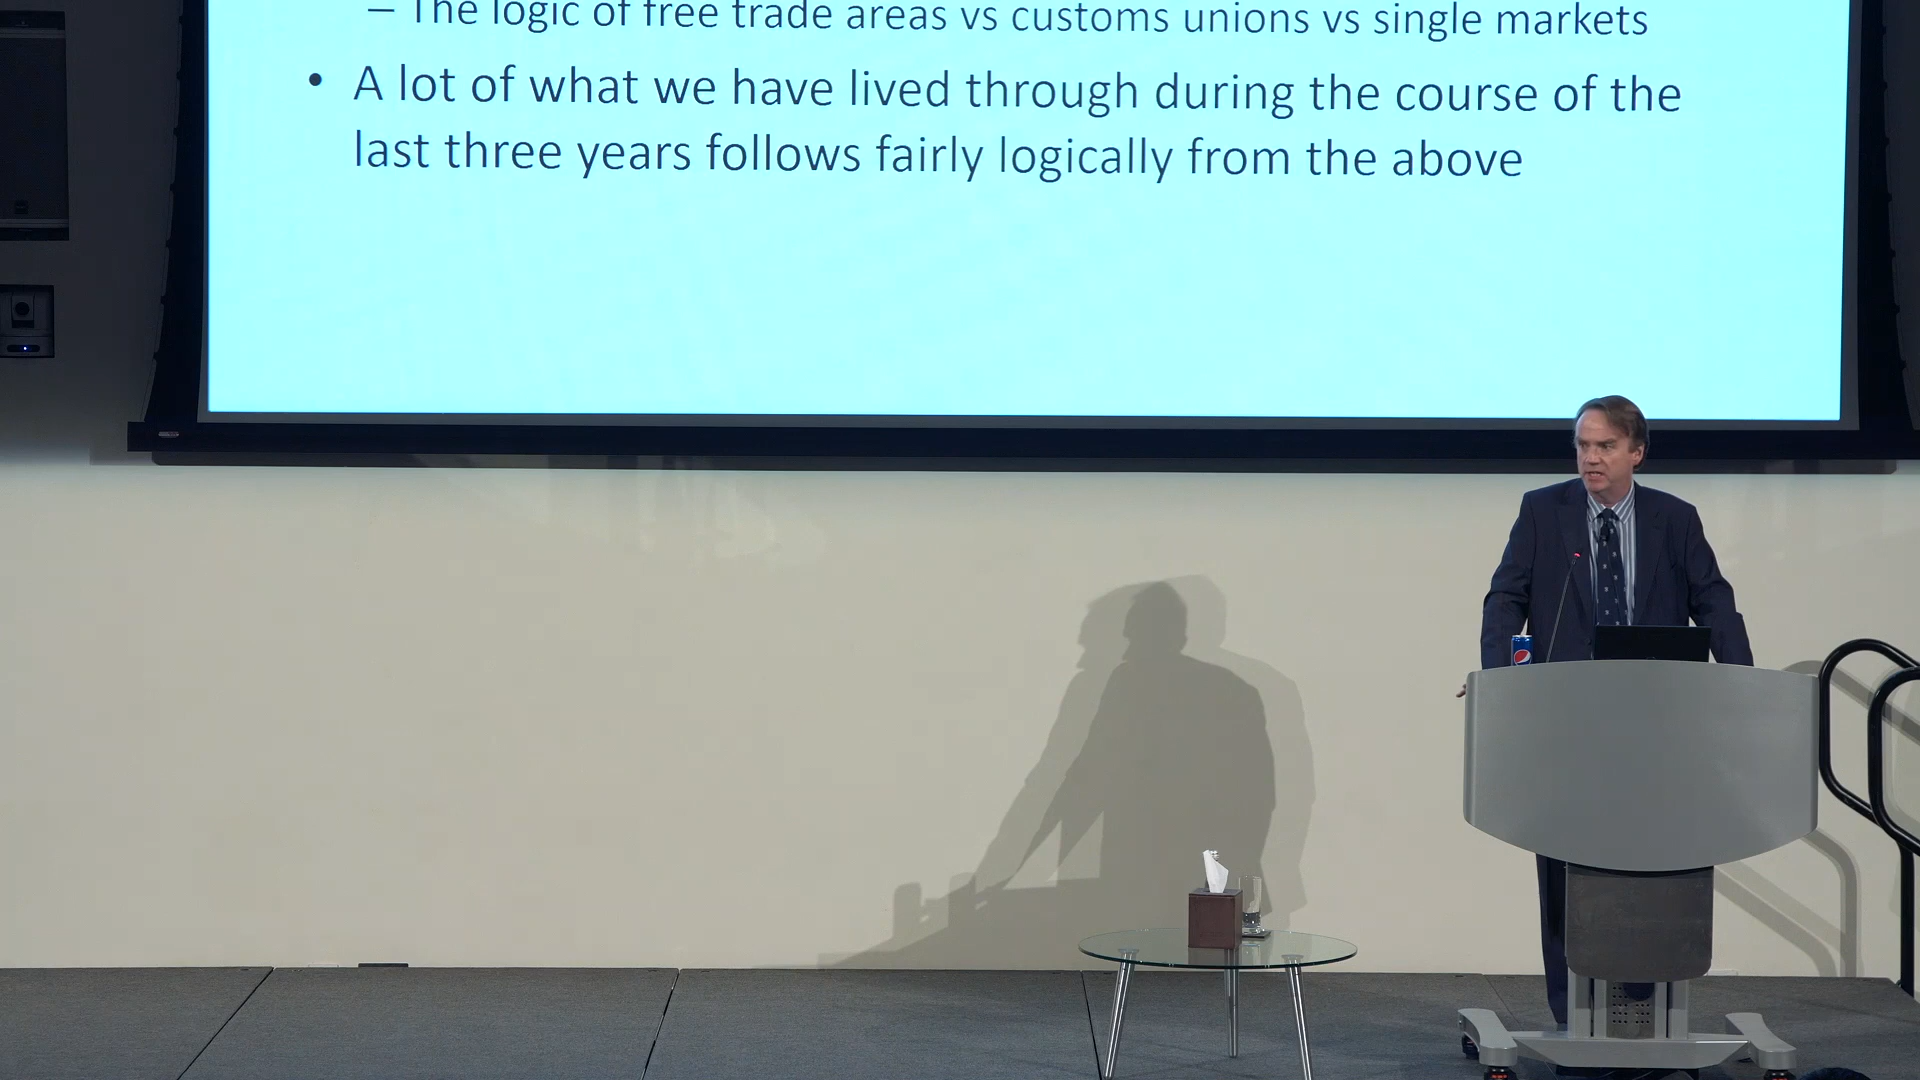 – The logic of free trade areas vs customs unions vs single markets
• A lot of what we have lived through during the course of the
last three years follows fairly logically from the above